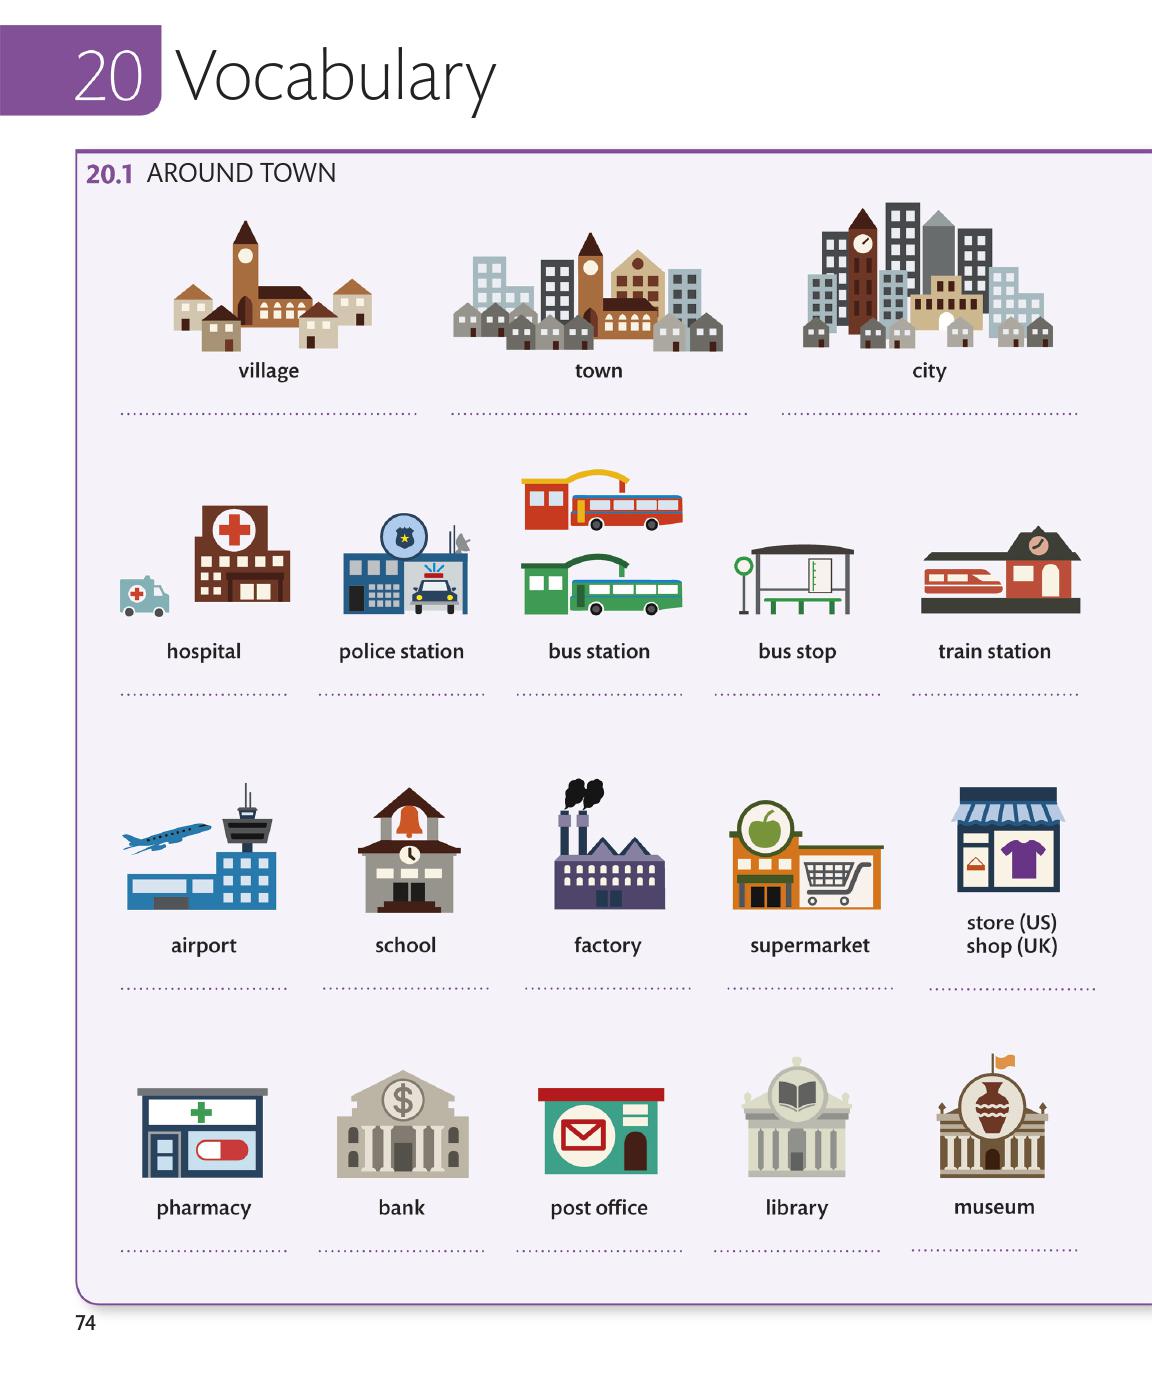 20 Vocabulary
20.1 AROUND TOWN
village town city
hospital police station bus station bus stop train station
airport school factory supermarket store (US)
shop (UK)
$
pharmacy bank post office library museum
74